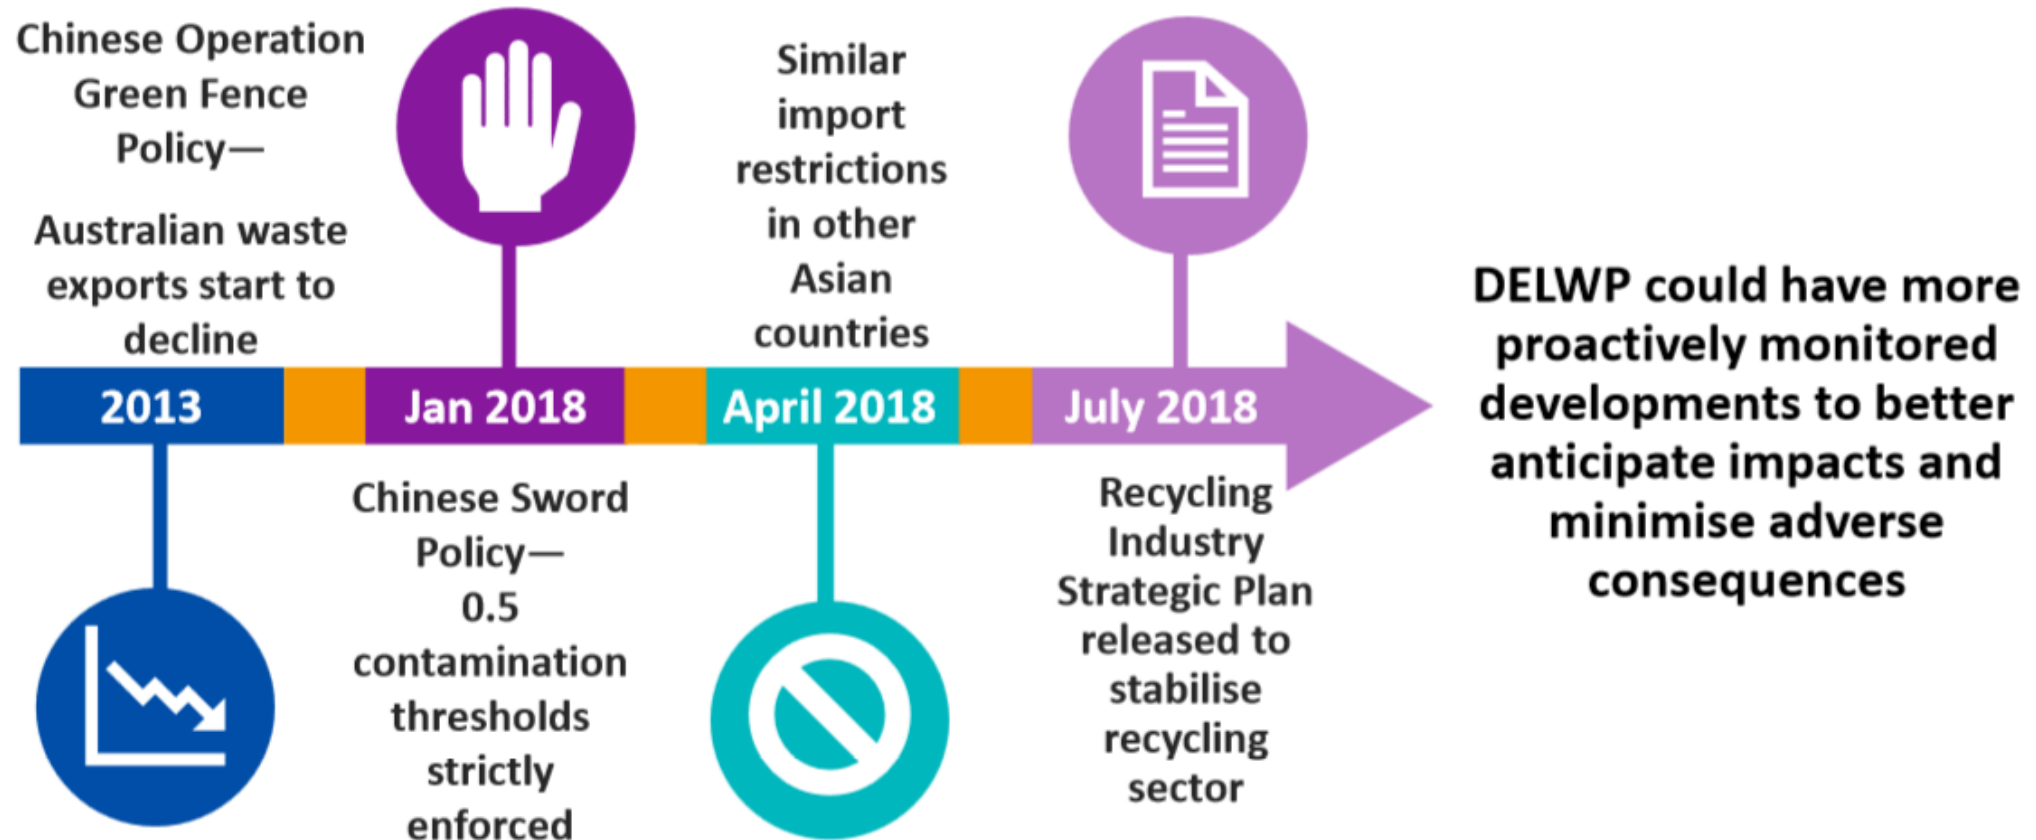 Chinese Operation
Green Fence
Policy—
Australian waste
exports start to
decline
2013
Jan 2018
Chinese Sword
Policy—
0.5
contamination
thresholds
strictly
enforced
Similar
import
restrictions
in other
Asian
countries
April 2018
July 2018
Recycling
Industry
Strategic Plan
released to
stabilise
recycling
sector
DELWP could have more
proactively monitored
developments to better
anticipate impacts and
minimise adverse
consequences